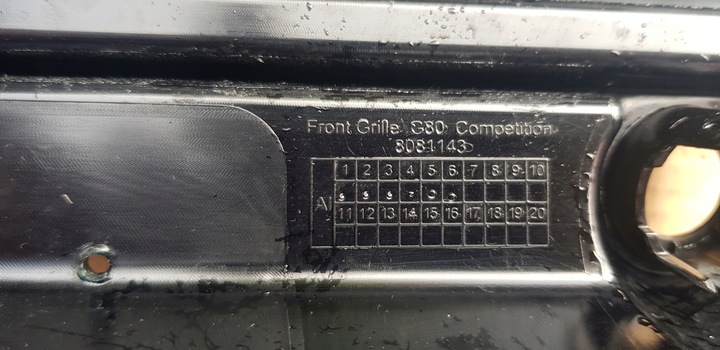 Front Grille G80 Competition
8081143
1 2 3 4 5 6 7 8 9 10
AI
11 12 13 14 15 16 17 18 19 20